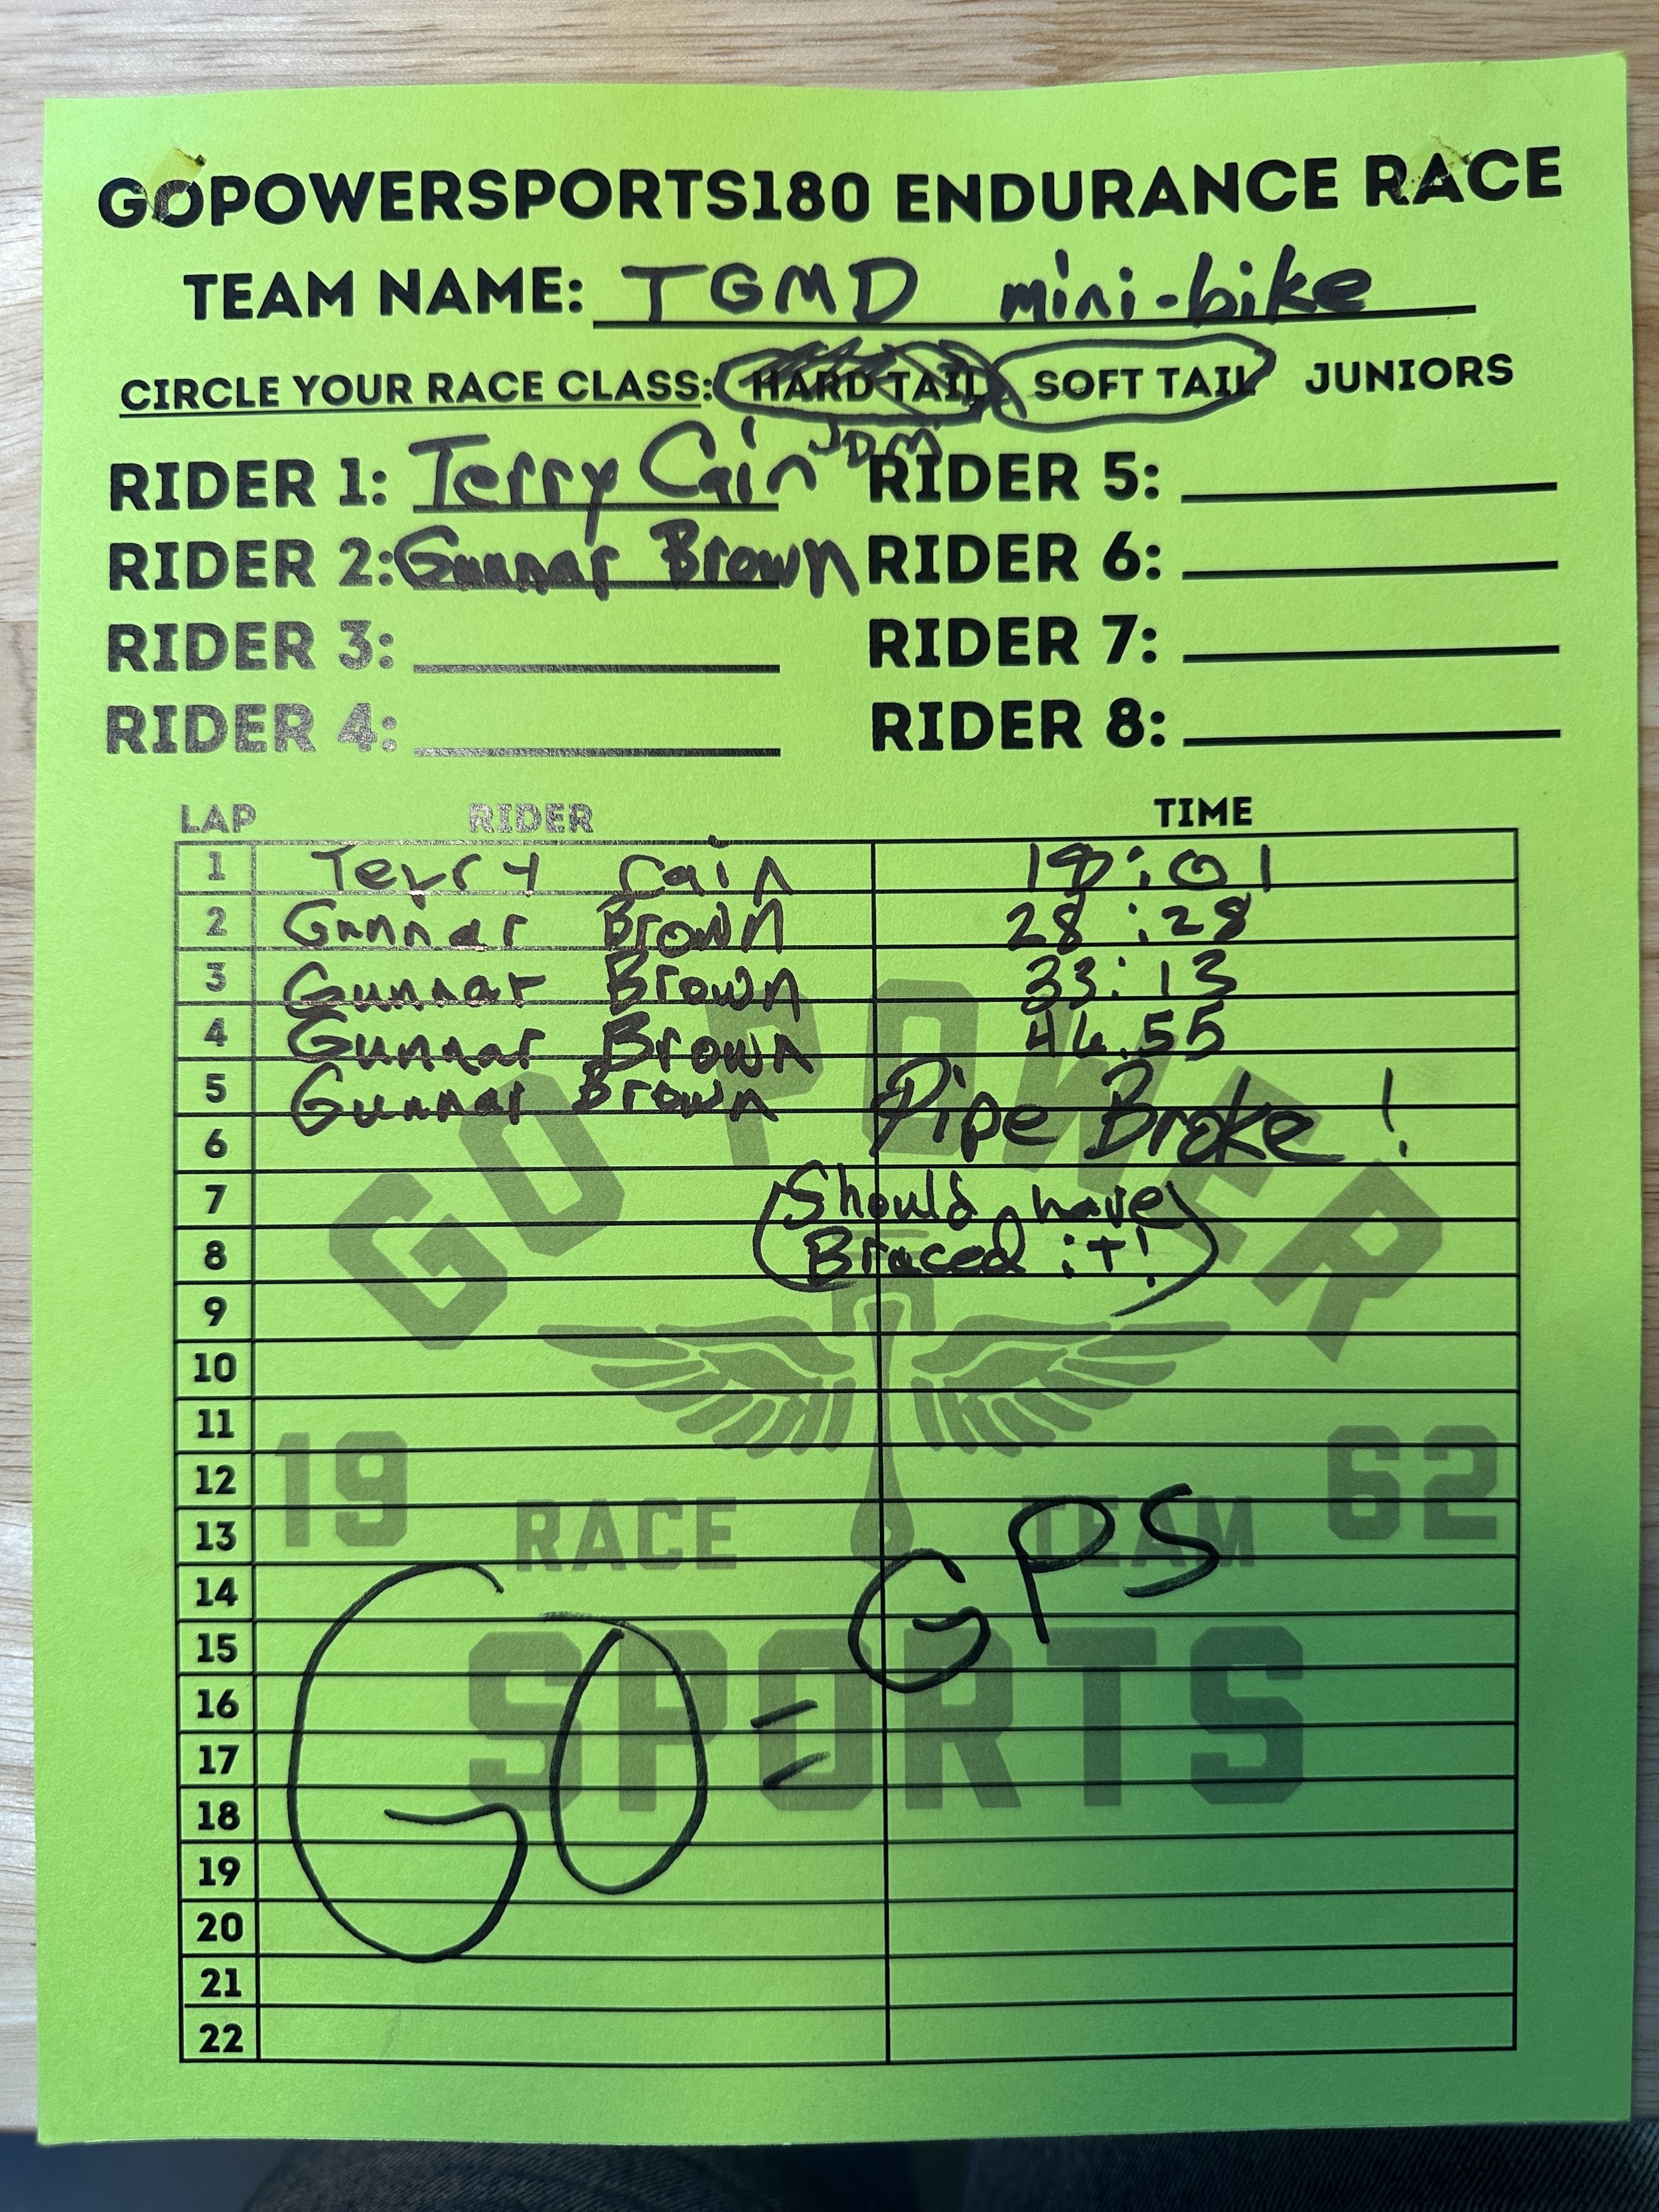 GOPOWERSPORTS180 ENDURANCE RACE
TEAM NAME: TGMD mini-bike
CIRCLE YOUR RACE CLASS: HARD TAIL SOFT TAIL JUNIORS
RIDER 1: Terry Cain JDM RIDER 5:
RIDER 2: Gunnar Brown RIDER 6:
RIDER 3: RIDER 7:
RIDER 4: RIDER 8:
LAP RIDER TIME
1 Terry Cain
2 Gunnar Brown 28:28
3 Gunnar Brown 33:13
4 Gunnar Brown
5 Gunnar Brown Pipe Broke!
6
7 Should have
8 Braced it!
9
10
11
12
13
14
15
16
17
18
19
20
21
22
GO = GPS
GO POWER
19 RACE TEAM 62
SPORTS